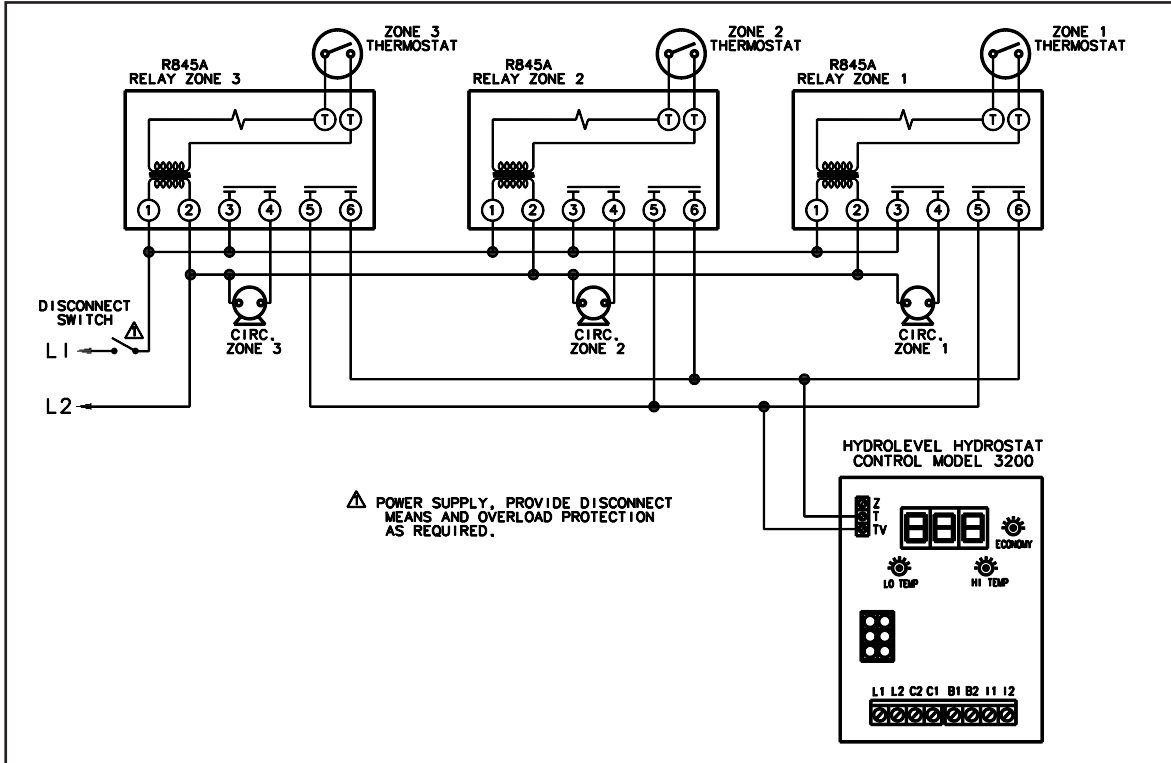 ZONE 3
THERMOSTAT
R845A
RELAY ZONE 3
T T
1 2 3 4 5 6
ZONE 2
THERMOSTAT
R845A
RELAY ZONE 2
T T
1 2 3 4 5 6
ZONE 1
THERMOSTAT
R845A
RELAY ZONE 1
T T
1 2 3 4 5 6
DISCONNECT
SWITCH
1
L1
L2
CIRC.
ZONE 3
CIRC.
ZONE 2
CIRC.
ZONE 1
1 POWER SUPPLY, PROVIDE DISCONNECT
MEANS AND OVERLOAD PROTECTION
AS REQUIRED.
HYDROLEVEL HYDROSTAT
CONTROL MODEL 3200
Z
T
TV
888
ECONOMY
LO TEMP
HI TEMP
L1 L2 C2 C1 B1 B2 I1 I2